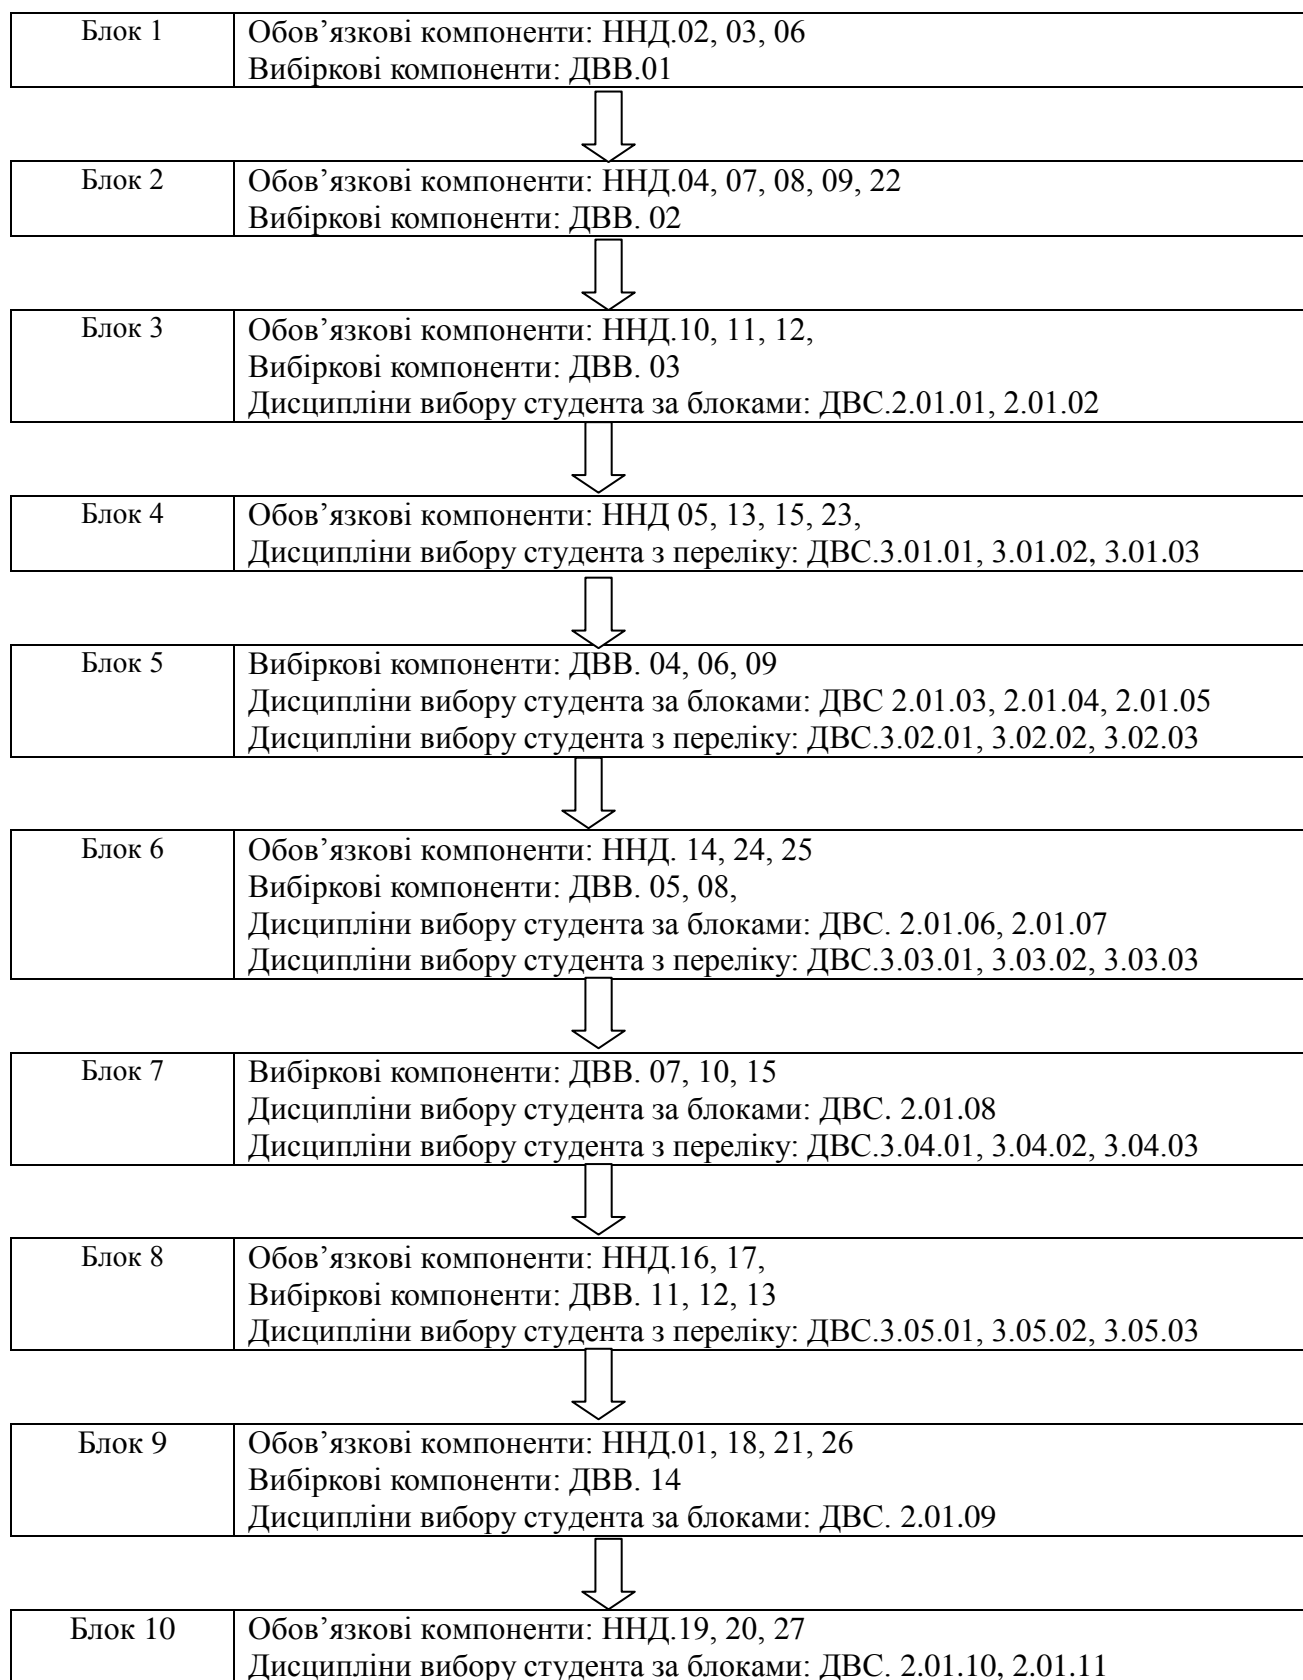 Блок 1
Обов’язкові компоненти: ННД.02, 03, 06
Вибіркові компоненти: ДВВ.01
Блок 2
Обов’язкові компоненти: ННД.04, 07, 08, 09, 22
Вибіркові компоненти: ДВВ. 02
Блок 3
Обов’язкові компоненти: ННД.10, 11, 12,
Вибіркові компоненти: ДВВ. 03
Дисципліни вибору студента за блоками: ДВС.2.01.01, 2.01.02
Блок 4
Обов’язкові компоненти: ННД 05, 13, 15, 23,
Дисципліни вибору студента з переліку: ДВС.3.01.01, 3.01.02, 3.01.03
Блок 5
Вибіркові компоненти: ДВВ. 04, 06, 09
Дисципліни вибору студента за блоками: ДВС 2.01.03, 2.01.04, 2.01.05
Дисципліни вибору студента з переліку: ДВС.3.02.01, 3.02.02, 3.02.03
Блок 6
Обов’язкові компоненти: ННД. 14, 24, 25
Вибіркові компоненти: ДВВ. 05, 08,
Дисципліни вибору студента за блоками: ДВС. 2.01.06, 2.01.07
Дисципліни вибору студента з переліку: ДВС.3.03.01, 3.03.02, 3.03.03
Блок 7
Вибіркові компоненти: ДВВ. 07, 10, 15
Дисципліни вибору студента за блоками: ДВС. 2.01.08
Дисципліни вибору студента з переліку: ДВС.3.04.01, 3.04.02, 3.04.03
Блок 8
Обов’язкові компоненти: ННД.16, 17,
Вибіркові компоненти: ДВВ. 11, 12, 13
Дисципліни вибору студента з переліку: ДВС.3.05.01, 3.05.02, 3.05.03
Блок 9
Обов’язкові компоненти: ННД.01, 18, 21, 26
Вибіркові компоненти: ДВВ. 14
Дисципліни вибору студента за блоками: ДВС. 2.01.09
Блок 10
Обов’язкові компоненти: ННД.19, 20, 27
Дисципліни вибору студента за блоками: ДВС. 2.01.10, 2.01.11